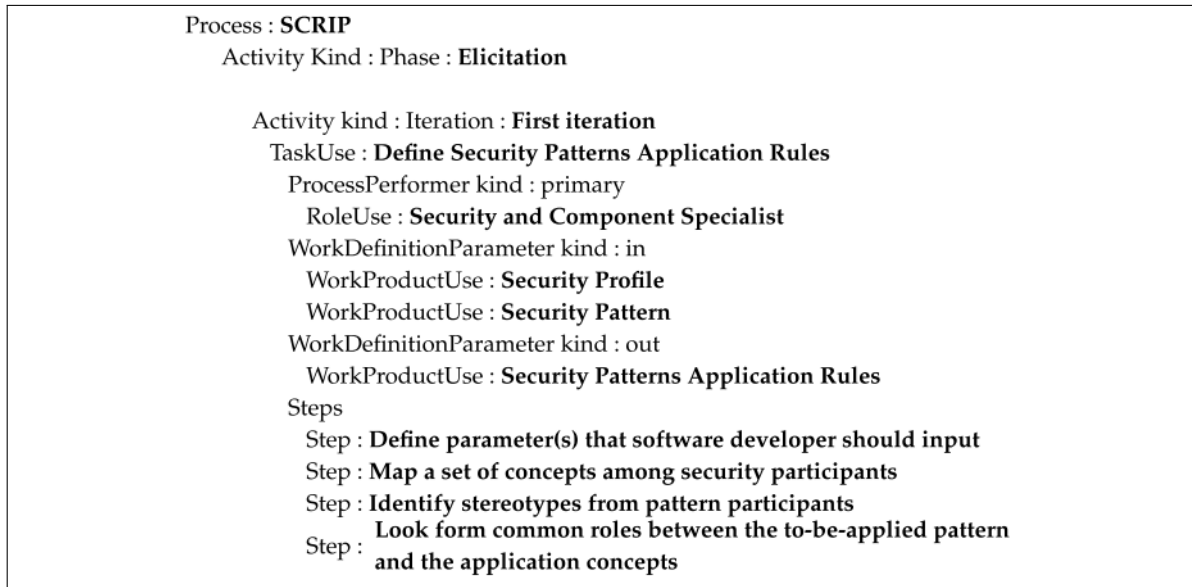 Process : SCRIP
Activity Kind : Phase : Elicitation
Activity kind : Iteration : First iteration
TaskUse : Define Security Patterns Application Rules
ProcessPerformer kind : primary
RoleUse : Security and Component Specialist
WorkDefinitionParameter kind : in
WorkProductUse : Security Profile
WorkProductUse : Security Pattern
WorkDefinitionParameter kind : out
WorkProductUse : Security Patterns Application Rules
Steps
Step : Define parameter(s) that software developer should input
Step : Map a set of concepts among security participants
Step : Identify stereotypes from pattern participants
Step : Look form common roles between the to-be-applied pattern
and the application concepts